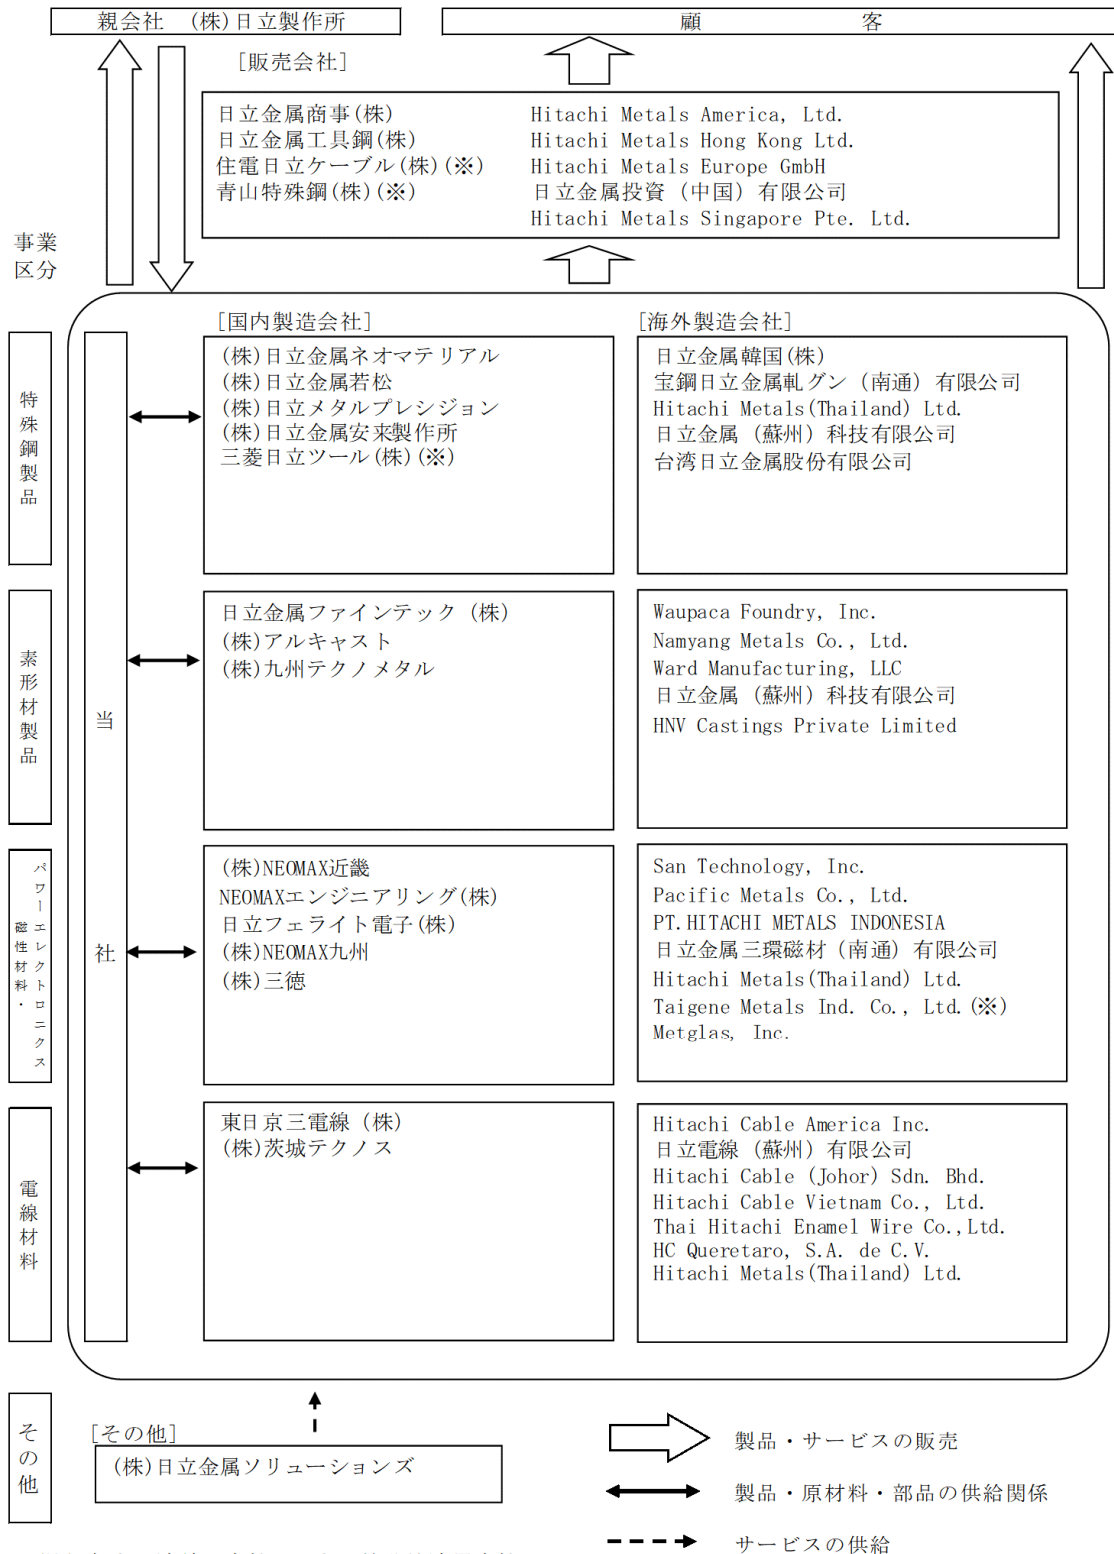 親会社 (株)日立製作所
顧 客
[販売会社]
日立金属商事(株)
日立金属工具鋼(株)
住電日立ケーブル(株)(※)
青山特殊鋼(株)(※)
Hitachi Metals America, Ltd.
Hitachi Metals Hong Kong Ltd.
Hitachi Metals Europe GmbH
日立金属投資（中国）有限公司
Hitachi Metals Singapore Pte. Ltd.
事業
区分
当社
特殊鋼製品
[国内製造会社]
(株)日立金属ネオマテリアル
(株)日立金属若松
(株)日立メタルプレシジョン
(株)日立金属安来製作所
三菱日立ツール(株)(※)
[海外製造会社]
日立金属韓国(株)
宝鋼日立金属軋グン（南通）有限公司
Hitachi Metals(Thailand) Ltd.
日立金属（蘇州）科技有限公司
台湾日立金属股份有限公司
素形材製品
日立金属ファインテック（株)
(株)アルキャスト
(株)九州テクノメタル
Waupaca Foundry, Inc.
Namyang Metals Co., Ltd.
Ward Manufacturing, LLC
日立金属（蘇州）科技有限公司
HNV Castings Private Limited
磁性材料・
パワーエレクトロニクス
(株)NEOMAX近畿
NEOMAXエンジニアリング(株)
日立フェライト電子(株)
(株)NEOMAX九州
(株)三徳
San Technology, Inc.
Pacific Metals Co., Ltd.
PT.HITACHI METALS INDONESIA
日立金属三環磁材（南通）有限公司
Hitachi Metals(Thailand) Ltd.
Taigene Metals Ind. Co., Ltd.(※)
Metglas, Inc.
電線材料
東日京三電線（株)
(株)茨城テクノス
Hitachi Cable America Inc.
日立電線（蘇州）有限公司
Hitachi Cable (Johor) Sdn. Bhd.
Hitachi Cable Vietnam Co., Ltd.
Thai Hitachi Enamel Wire Co.,Ltd.
HC Queretaro, S.A. de C.V.
Hitachi Metals(Thailand) Ltd.
その他
[その他]
(株)日立金属ソリューションズ
製品・サービスの販売
製品・原材料・部品の供給関係
サービスの供給